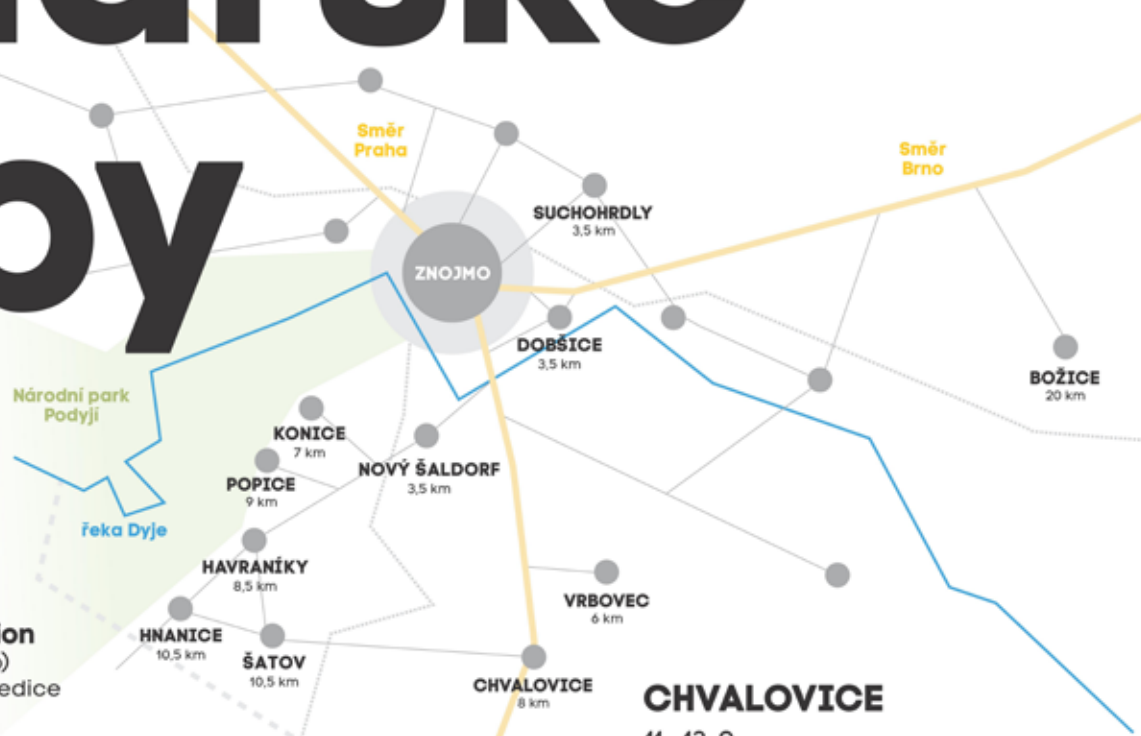 Směr
Praha
Směr
Brno
SUCHOHRDLY
3,5 km
ZNOJMO
DOBŠICE
3,5 km
BOŽICE
20 km
Národní park
Podyjí
KONICE
7 km
NOVÝ ŠALDORF
3,5 km
POPICE
9 km
řeka Dyje
HAVRANÍKY
8,5 km
VRBOVEC
6 km
HNANICE
10,5 km
ŠATOV
10,5 km
CHVALOVICE
8 km
CHVALOVICE